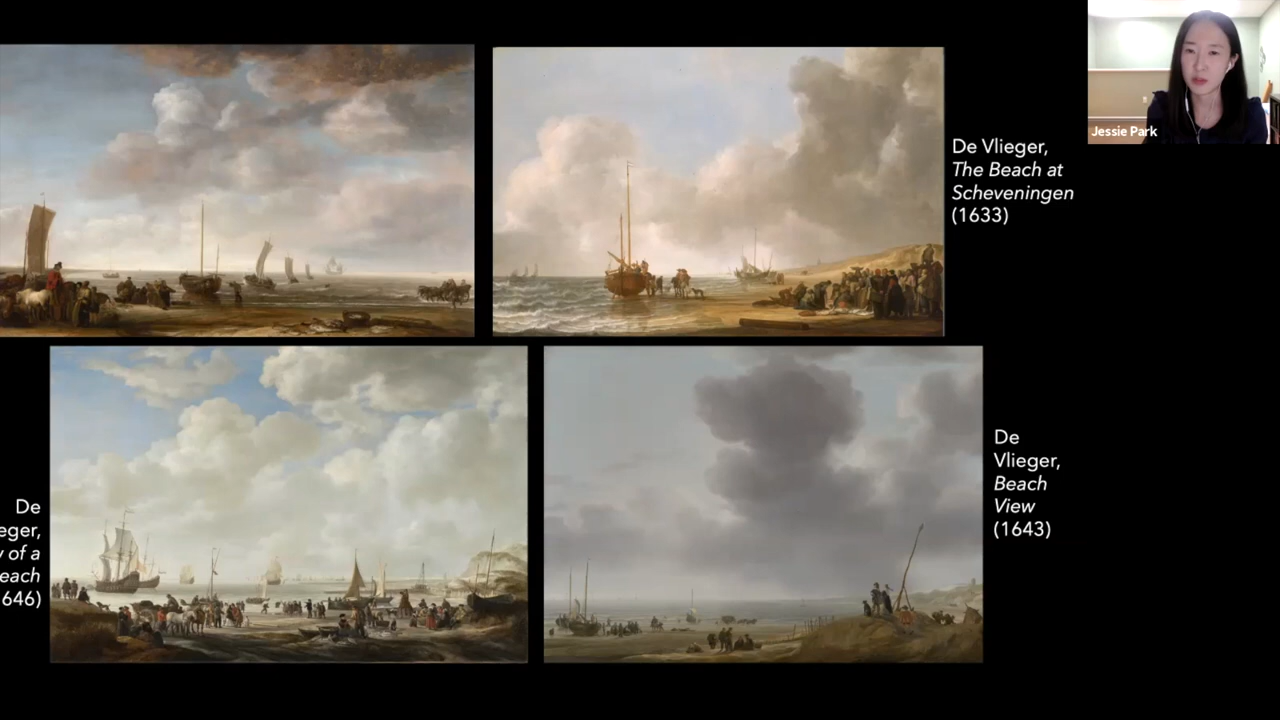 Jessie Park
De Vlieger,
The Beach at
Scheveningen
(1633)
De
Vlieger,
Beach
View
(1643)
De
eger,
of a
each
646)